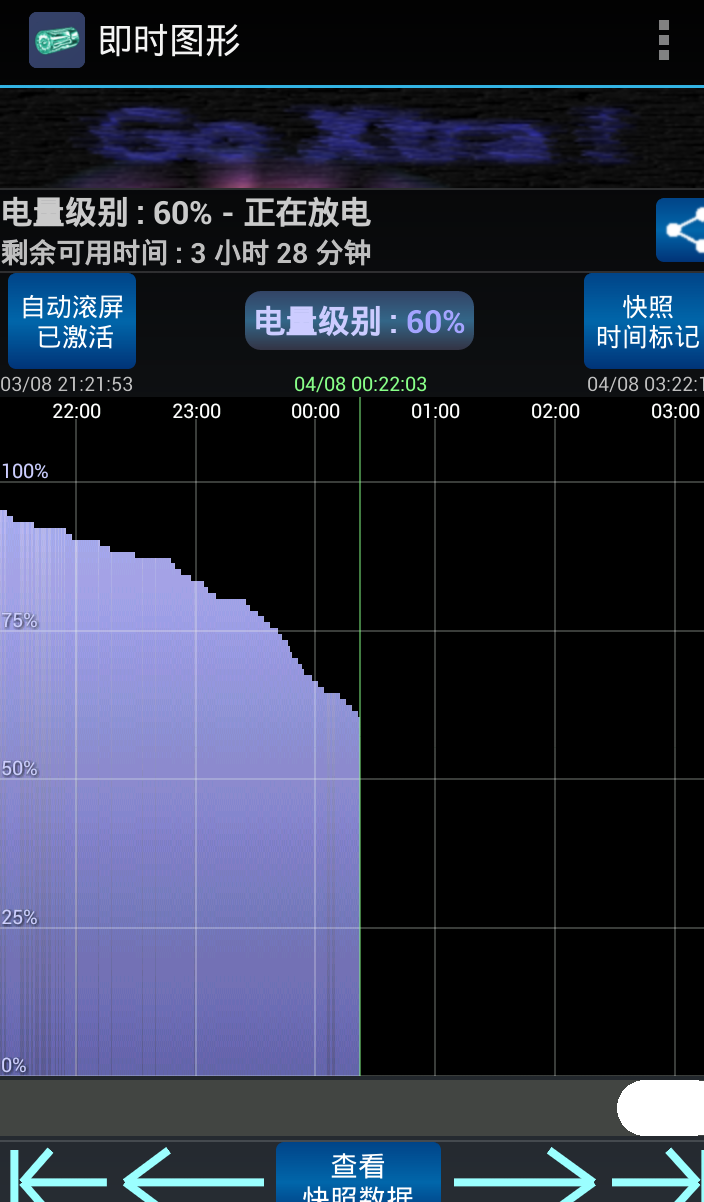 即时图形
电量级别 : 60% - 正在放电
剩余可用时间 : 3 小时 28 分钟
自动滚屏
已激活
电量级别 : 60%
快照
时间标记
03/08 21:21:53
04/08 00:22:03
04/08 03:22:1
22:00 23:00 00:00 01:00 02:00 03:00
100%
75%
50%
25%
0%
查看
快照数据